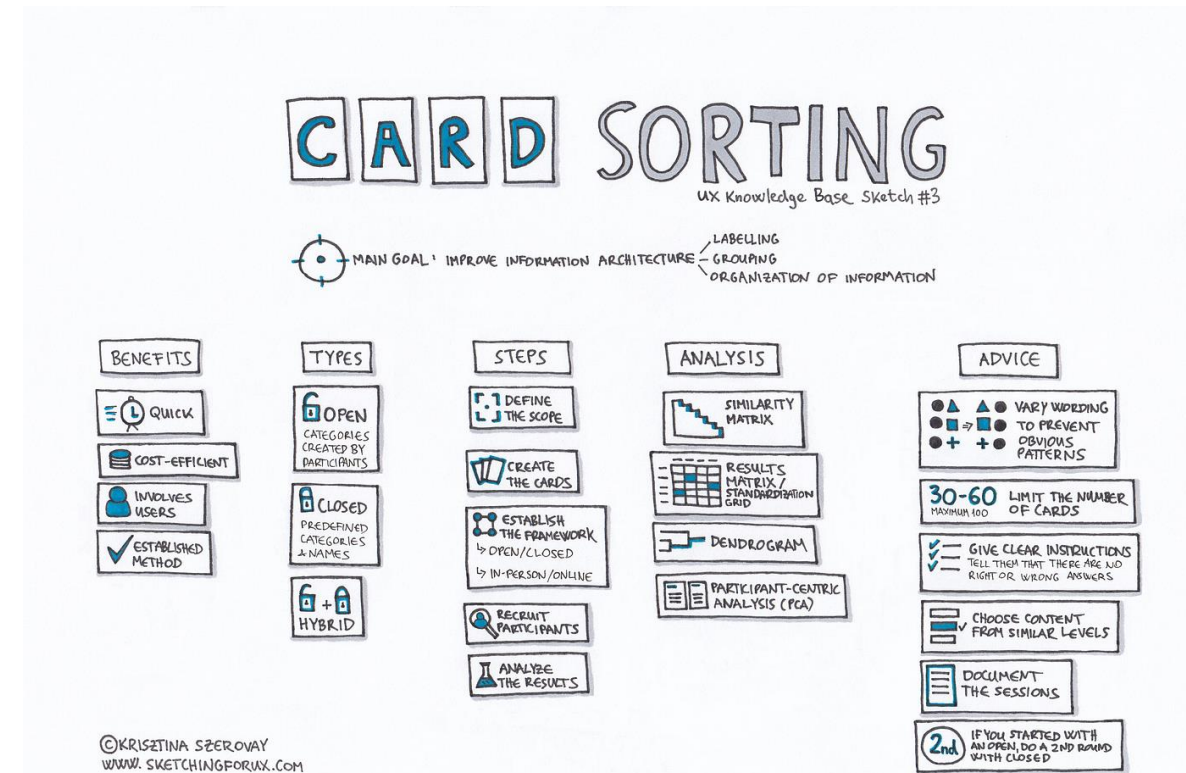 CARD SORTING
UX Knowledge Base Sketch #3
MAIN GOAL: IMPROVE INFORMATION ARCHITECTURE
LABELLING
GROUPING
ORGANIZATION OF INFORMATION
BENEFITS
QUICK
COST-EFFICIENT
INVOLVES
USERS
ESTABLISHED
METHOD
TYPES
OPEN
CATEGORIES
CREATED BY
PARTICIPANTS
CLOSED
PREDEFINED
CATEGORIES
& NAMES
+
HYBRID
STEPS
DEFINE
THE SCOPE
CREATE
THE CARDS
ESTABLISH
THE FRAMEWORK
↳ OPEN/CLOSED
↳ IN-PERSON/ONLINE
RECRUIT
PARTICIPANTS
ANALYZE
THE RESULTS
ANALYSIS
SIMILARITY
MATRIX
RESULTS
MATRIX/
STANDARDIZATION
GRID
DENDROGRAM
PARTICIPANT-CENTRIC
ANALYSIS (PCA)
ADVICE
VARY WORDING
TO PREVENT
OBVIOUS
PATTERNS
30-60
MAXIMUM 100
LIMIT THE NUMBER
OF CARDS
GIVE CLEAR INSTRUCTIONS
TELL THEM THAT THERE ARE NO
RIGHT OR WRONG ANSWERS
CHOOSE CONTENT
FROM SIMILAR LEVELS
DOCUMENT
THE SESSIONS
2nd
IF YOU STARTED WITH
AN OPEN, DO A 2ND ROUND
WITH CLOSED
©KRISZTINA SZEROVAY
WWW.SKETCHINGFORUX.COM